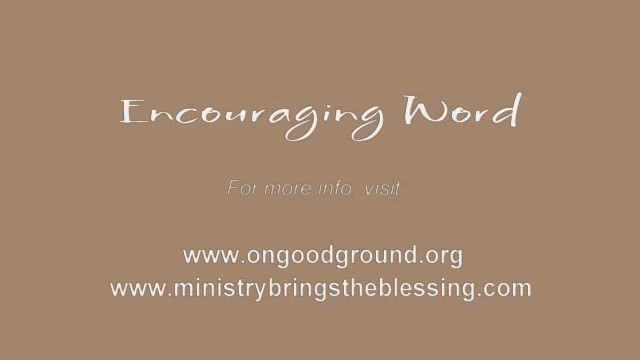 Encouraging Word
For more info visit
www.ongoodground.org
www.ministrybringstheblessing.com